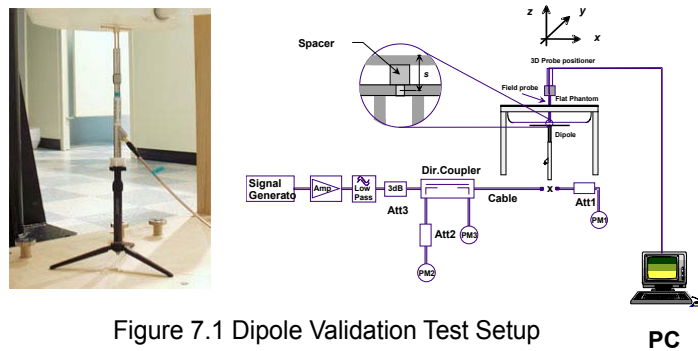 z
y
x
Spacer
s
3D Probe positioner
Field probe
Flat Phantom
Dipole
Dir.Coupler
Signal
Generato
Amp
Low
Pass
3dB
Att3
Cable
x
Att1
PM1
Att2
PM3
PM2
Figure 7.1 Dipole Validation Test Setup
PC